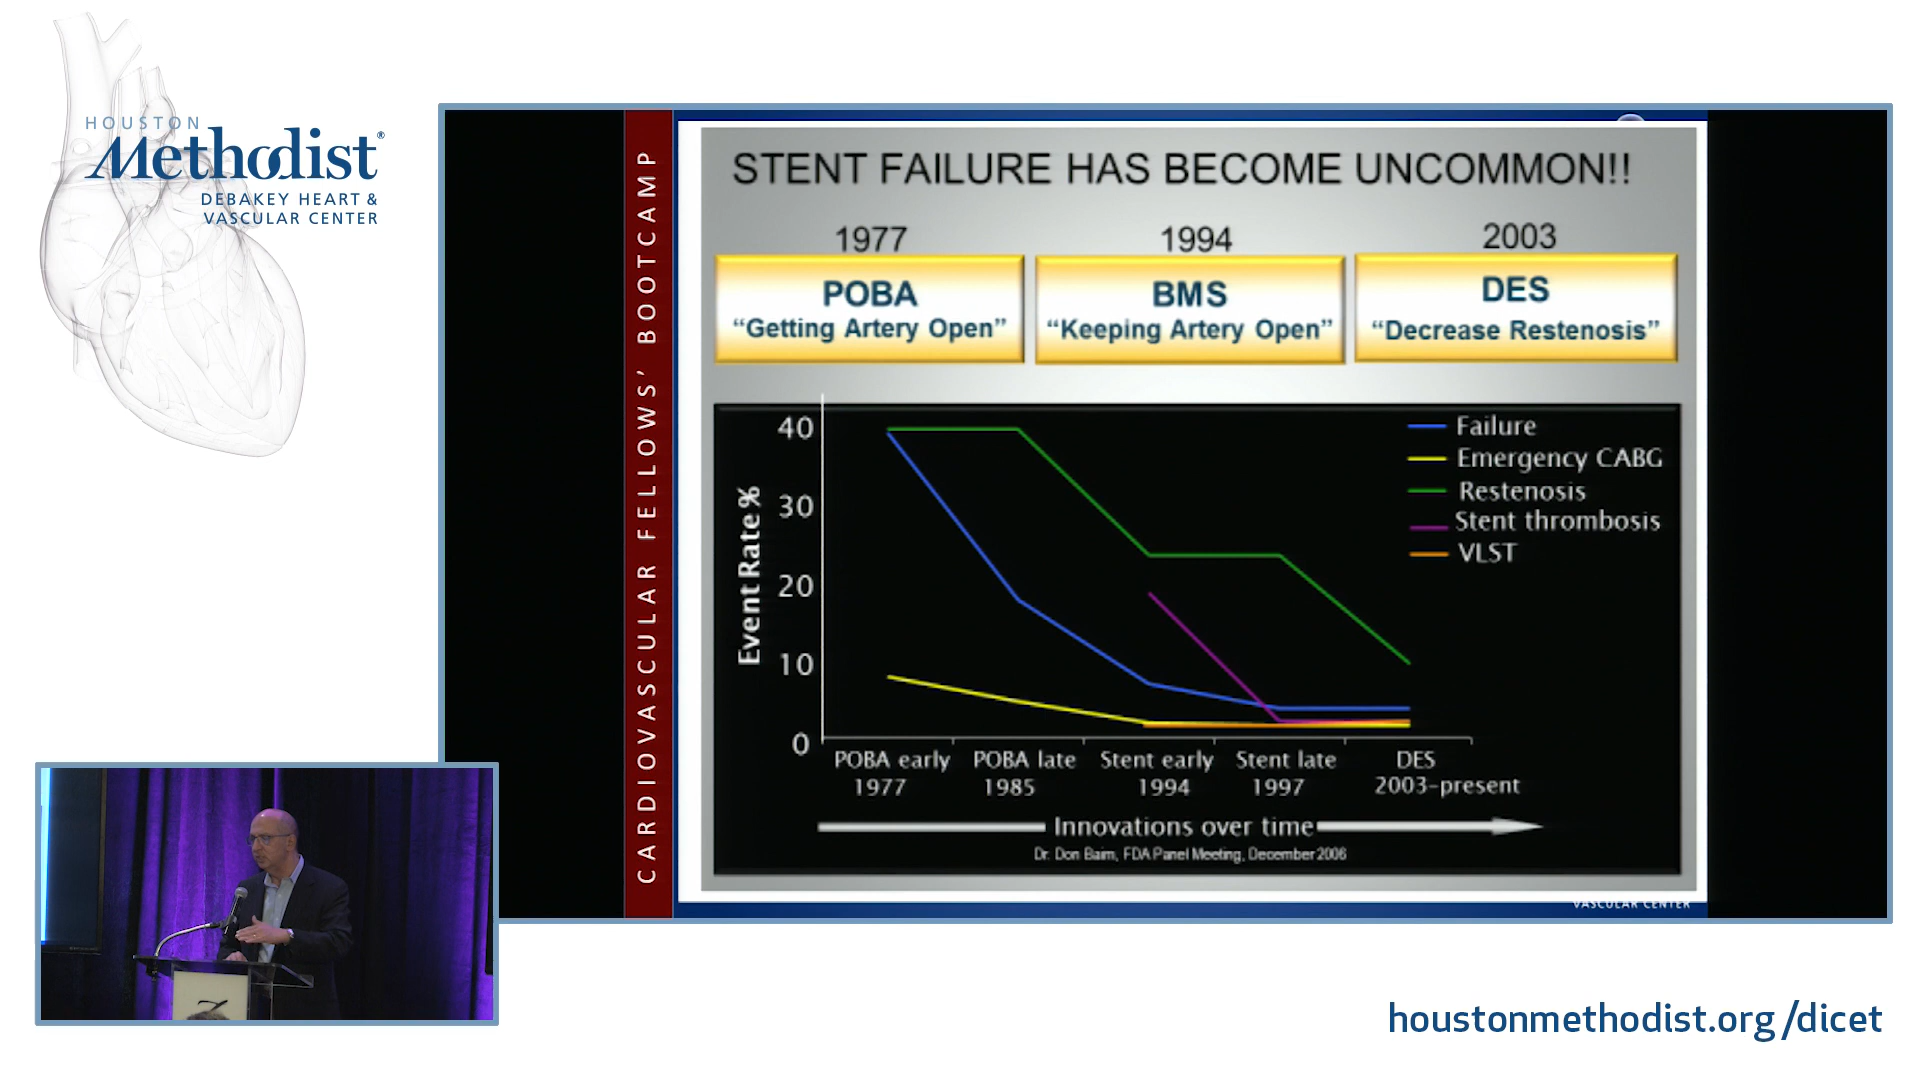 HOUSTON
Methodist®
DEBAKEY HEART &
VASCULAR CENTER
CARDIOVASCULAR FELLOWS' BOOTCAMP
STENT FAILURE HAS BECOME UNCOMMON!!
1977
POBA
“Getting Artery Open”
1994
BMS
“Keeping Artery Open”
2003
DES
“Decrease Restenosis”
Event Rate %
40
30
20
10
0
Failure
Emergency CABG
Restenosis
Stent thrombosis
VLST
POBA early
1977
POBA late
1985
Stent early
1994
Stent late
1997
DES
2003-present
Innovations over time
Dr. Don Baim, FDA Panel Meeting, December 2006
VASCULAR CENTER
houstonmethodist.org/dicet